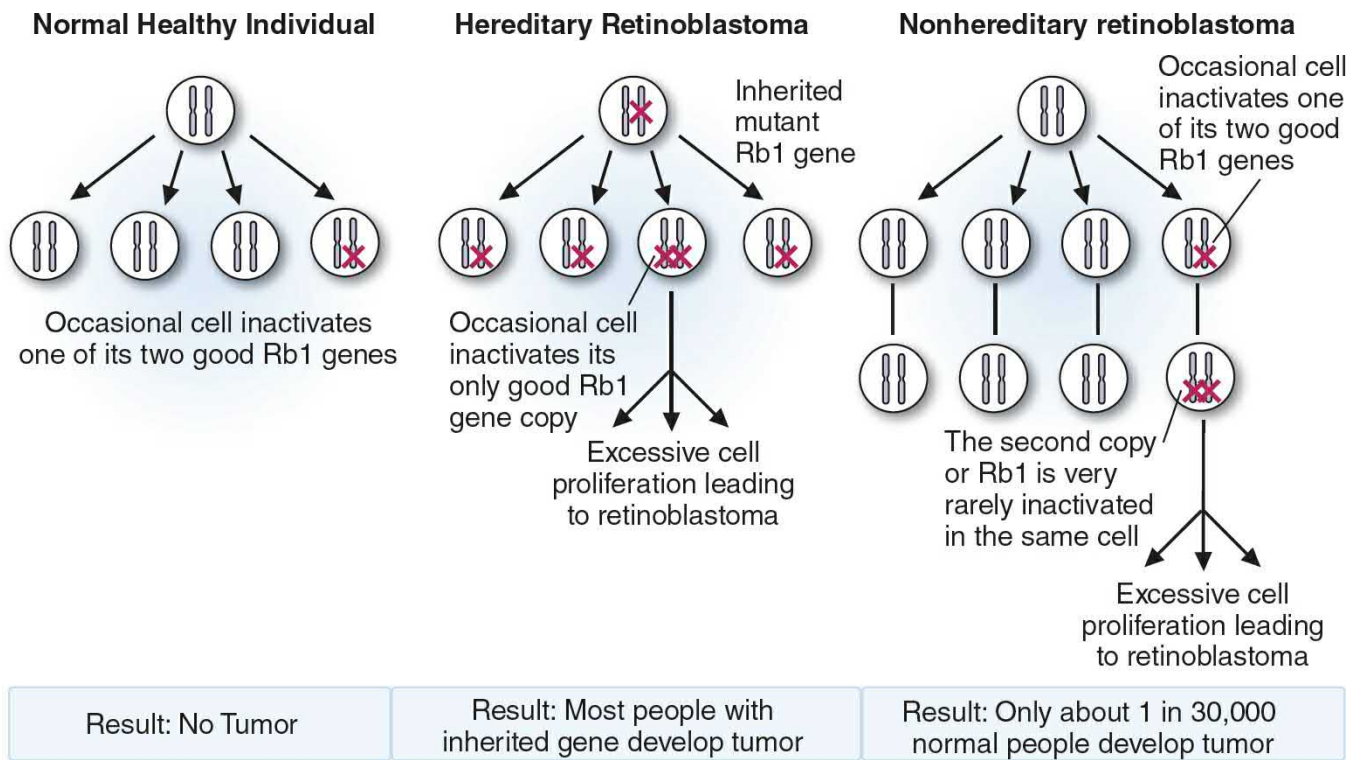 Normal Healthy Individual
Occasional cell inactivates
one of its two good Rb1 genes
Result: No Tumor
Hereditary Retinoblastoma
Inherited
mutant
Rb1 gene
Occasional cell
inactivates its
only good Rb1
gene copy
Excessive cell
proliferation leading
to retinoblastoma
Result: Most people with
inherited gene develop tumor
Nonhereditary retinoblastoma
Occasional cell
inactivates one
of its two good
Rb1 genes
The second copy
or Rb1 is very
rarely inactivated
in the same cell
Excessive cell
proliferation leading
to retinoblastoma
Result: Only about 1 in 30,000
normal people develop tumor